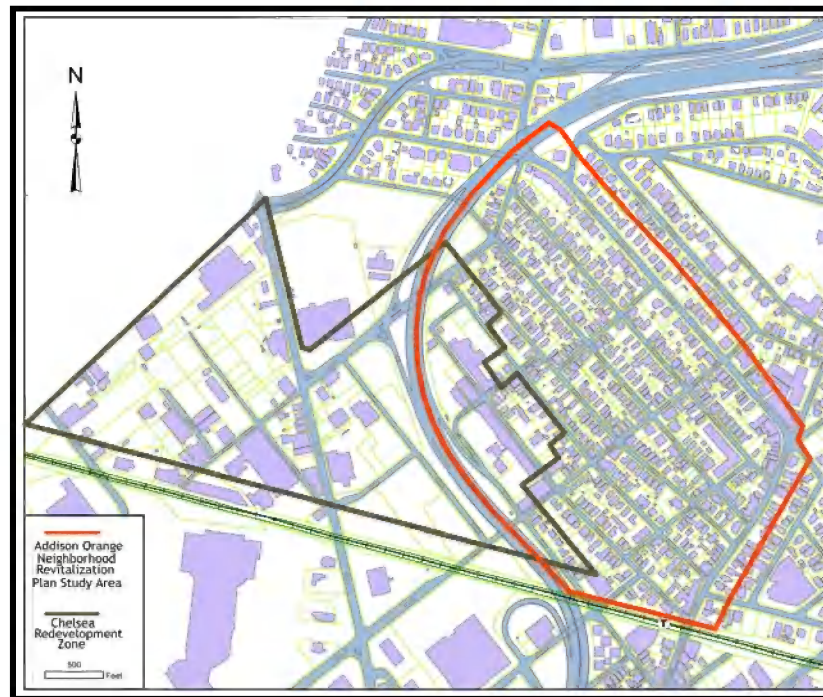 N
Addison Orange
Neighborhood
Revitalization
Plan Study Area
Chelsea
Redevelopment
Zone
500
Feet